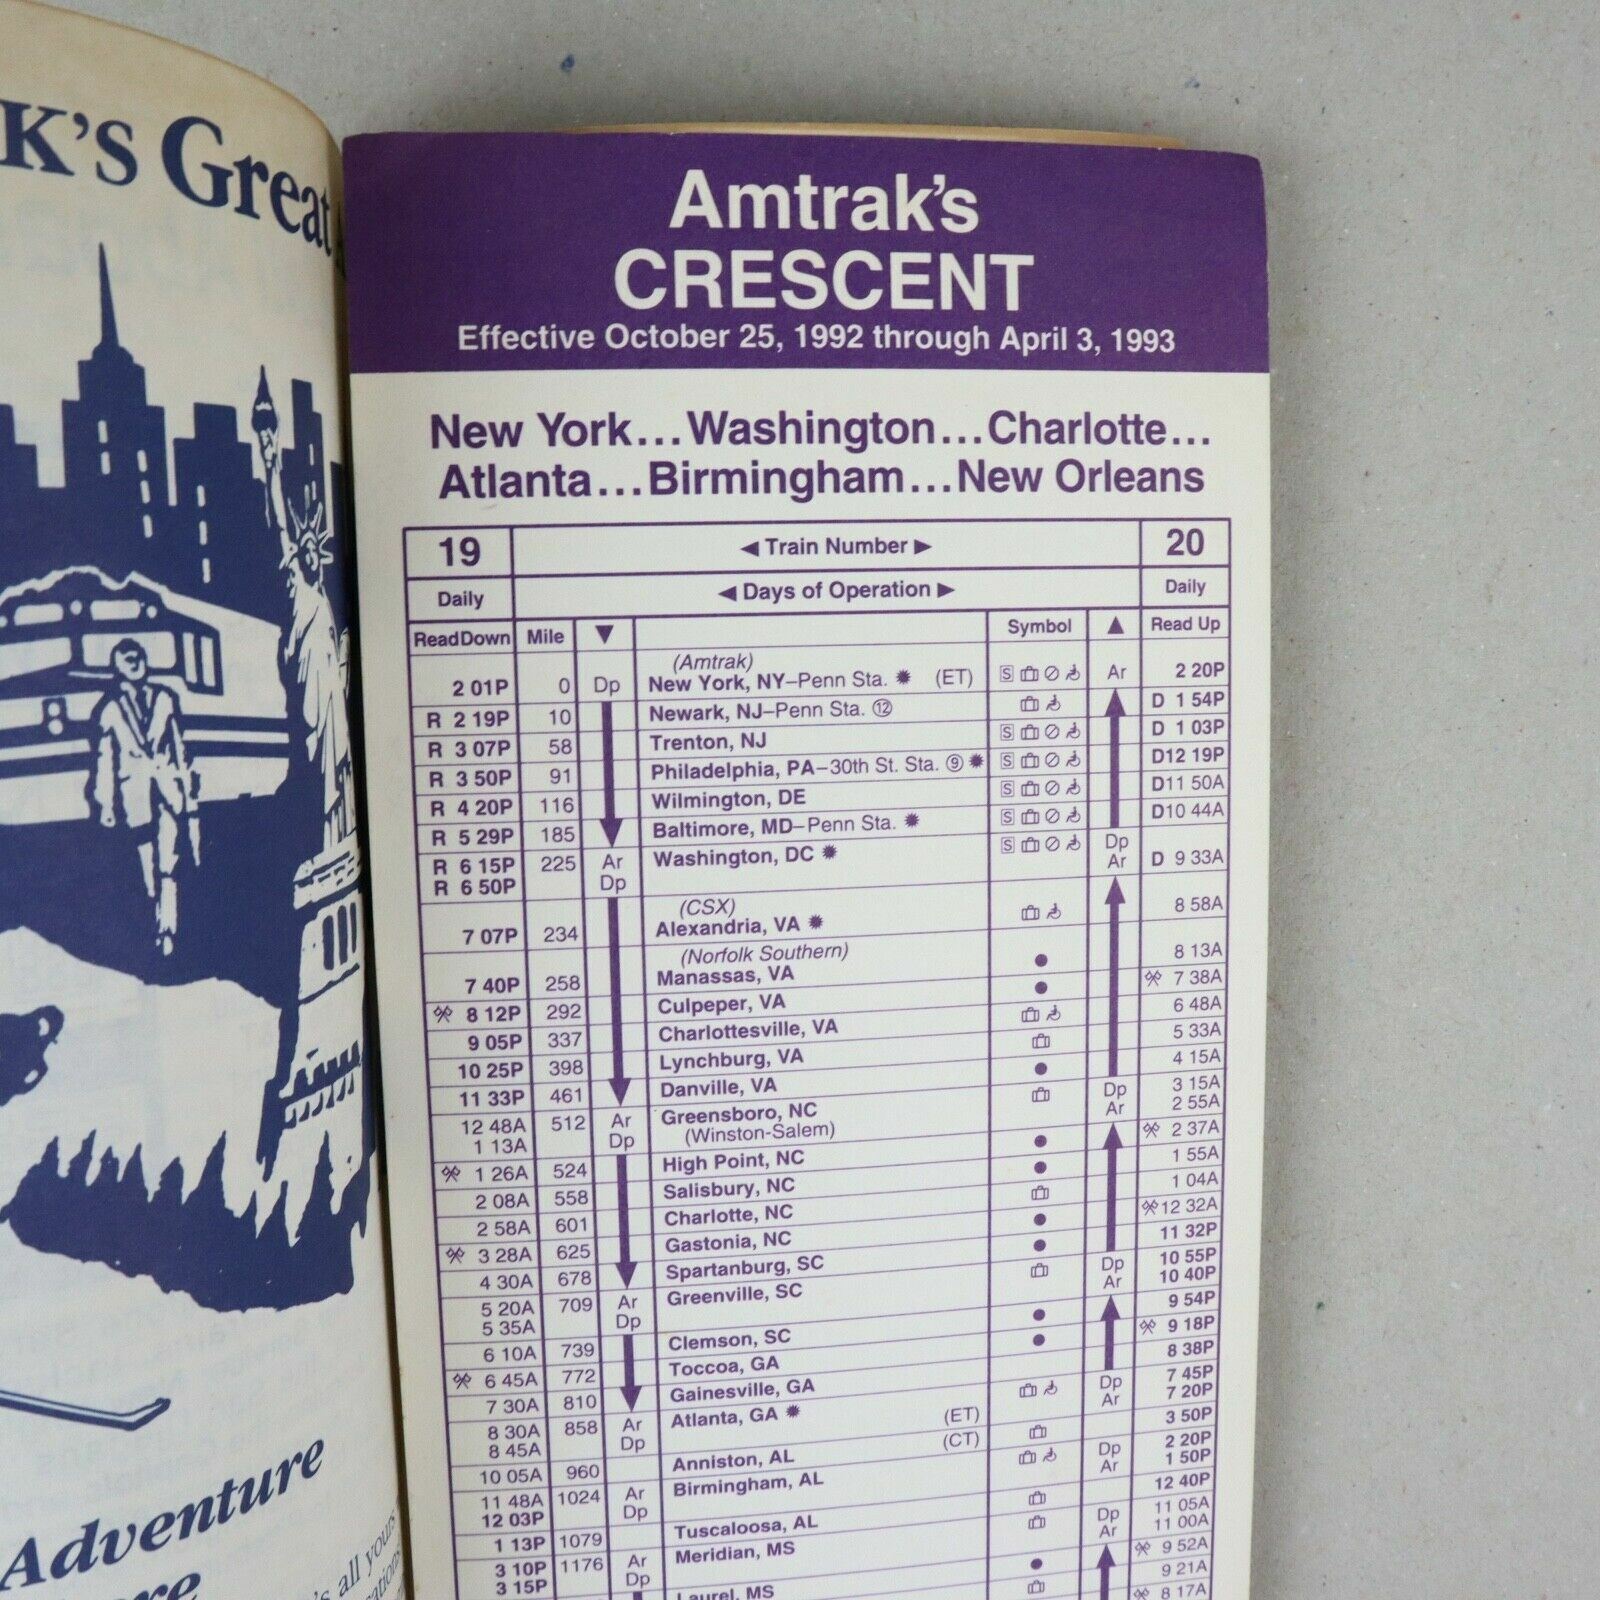 K's Great
Adventure
's all yours
Amtrak's
CRESCENT
Effective October 25, 1992 through April 3, 1993
New York...Washington...Charlotte...
Atlanta...Birmingham...New Orleans
19 ◄ Train Number ► 20
Daily ◄ Days of Operation ► Daily
ReadDown Mile ▼ Symbol ▲ Read Up
(Amtrak)
2 01P 0 Dp New York, NY–Penn Sta. ✹ (ET) S Ar 2 20P
R 2 19P 10 Newark, NJ–Penn Sta. ⑫ D 1 54P
R 3 07P 58 Trenton, NJ S D 1 03P
R 3 50P 91 Philadelphia, PA–30th St. Sta. ⑨ ✹ S D12 19P
R 4 20P 116 Wilmington, DE S D11 50A
R 5 29P 185 Baltimore, MD–Penn Sta. ✹ S D10 44A
R 6 15P 225 Ar Washington, DC ✹ S Dp
R 6 50P Dp Ar D 9 33A
(CSX)
7 07P 234 Alexandria, VA ✹ 8 58A
(Norfolk Southern)
7 40P 258 Manassas, VA ● 8 13A
8 12P 292 Culpeper, VA ● 7 38A
9 05P 337 Charlottesville, VA 6 48A
10 25P 398 Lynchburg, VA 5 33A
11 33P 461 Danville, VA ● 4 15A
12 48A 512 Ar Greensboro, NC Dp 3 15A
1 13A Dp (Winston-Salem) Ar 2 55A
1 26A 524 High Point, NC ● 2 37A
2 08A 558 Salisbury, NC ● 1 55A
2 58A 601 Charlotte, NC 1 04A
3 28A 625 Gastonia, NC ● 12 32A
4 30A 678 Spartanburg, SC ● 11 32P
5 20A 709 Ar Greenville, SC Dp 10 55P
5 35A Dp Ar 10 40P
6 10A 739 Clemson, SC ● 9 54P
6 45A 772 Toccoa, GA ● 9 18P
7 30A 810 Gainesville, GA 8 38P
8 30A 858 Ar Atlanta, GA ✹ (ET) Dp 7 45P
8 45A Dp (CT) Ar 7 20P
10 05A 960 Anniston, AL 3 50P
11 48A 1024 Ar Birmingham, AL Dp 2 20P
12 03P Dp Ar 1 50P
1 13P 1079 Tuscaloosa, AL 12 40P
3 10P 1176 Ar Meridian, MS Dp 11 05A
3 15P Dp Ar 11 00A
Laurel, MS ● 9 52A
9 21A
8 17A